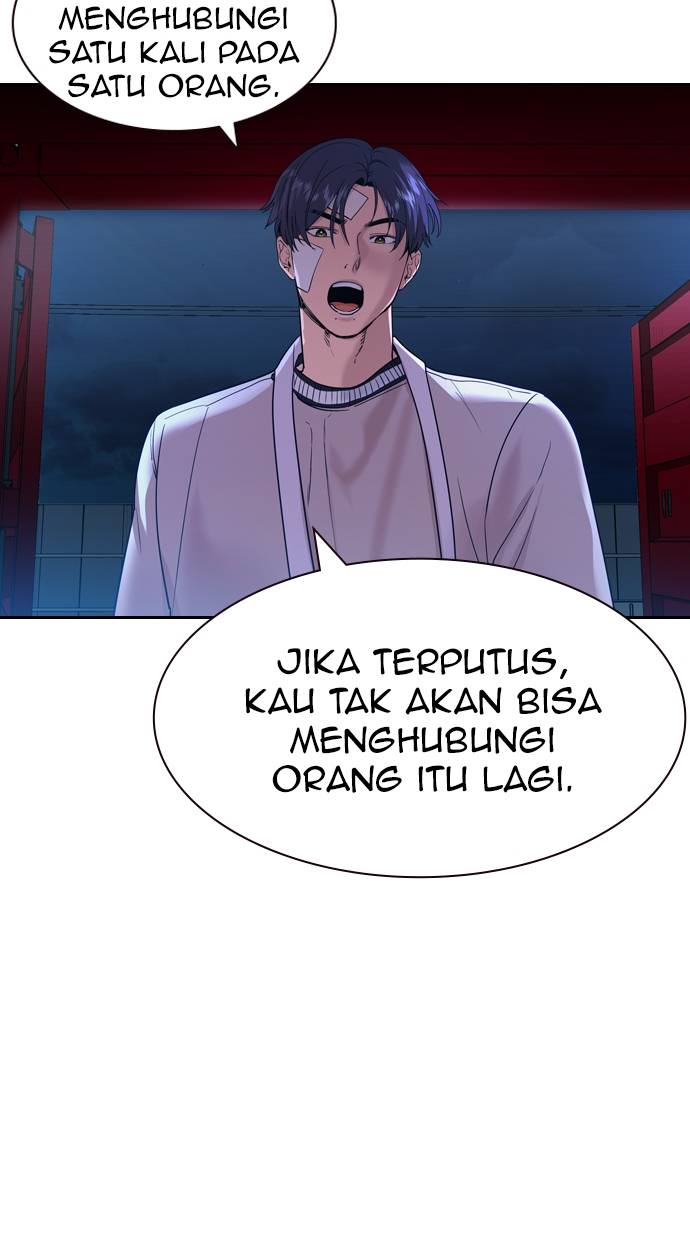 MENGHUBUNGI
SATU KALI PADA
SATU ORANG.
JIKA TERPUTUS,
KAU TAK AKAN BISA
MENGHUBUNGI
ORANG ITU LAGI.